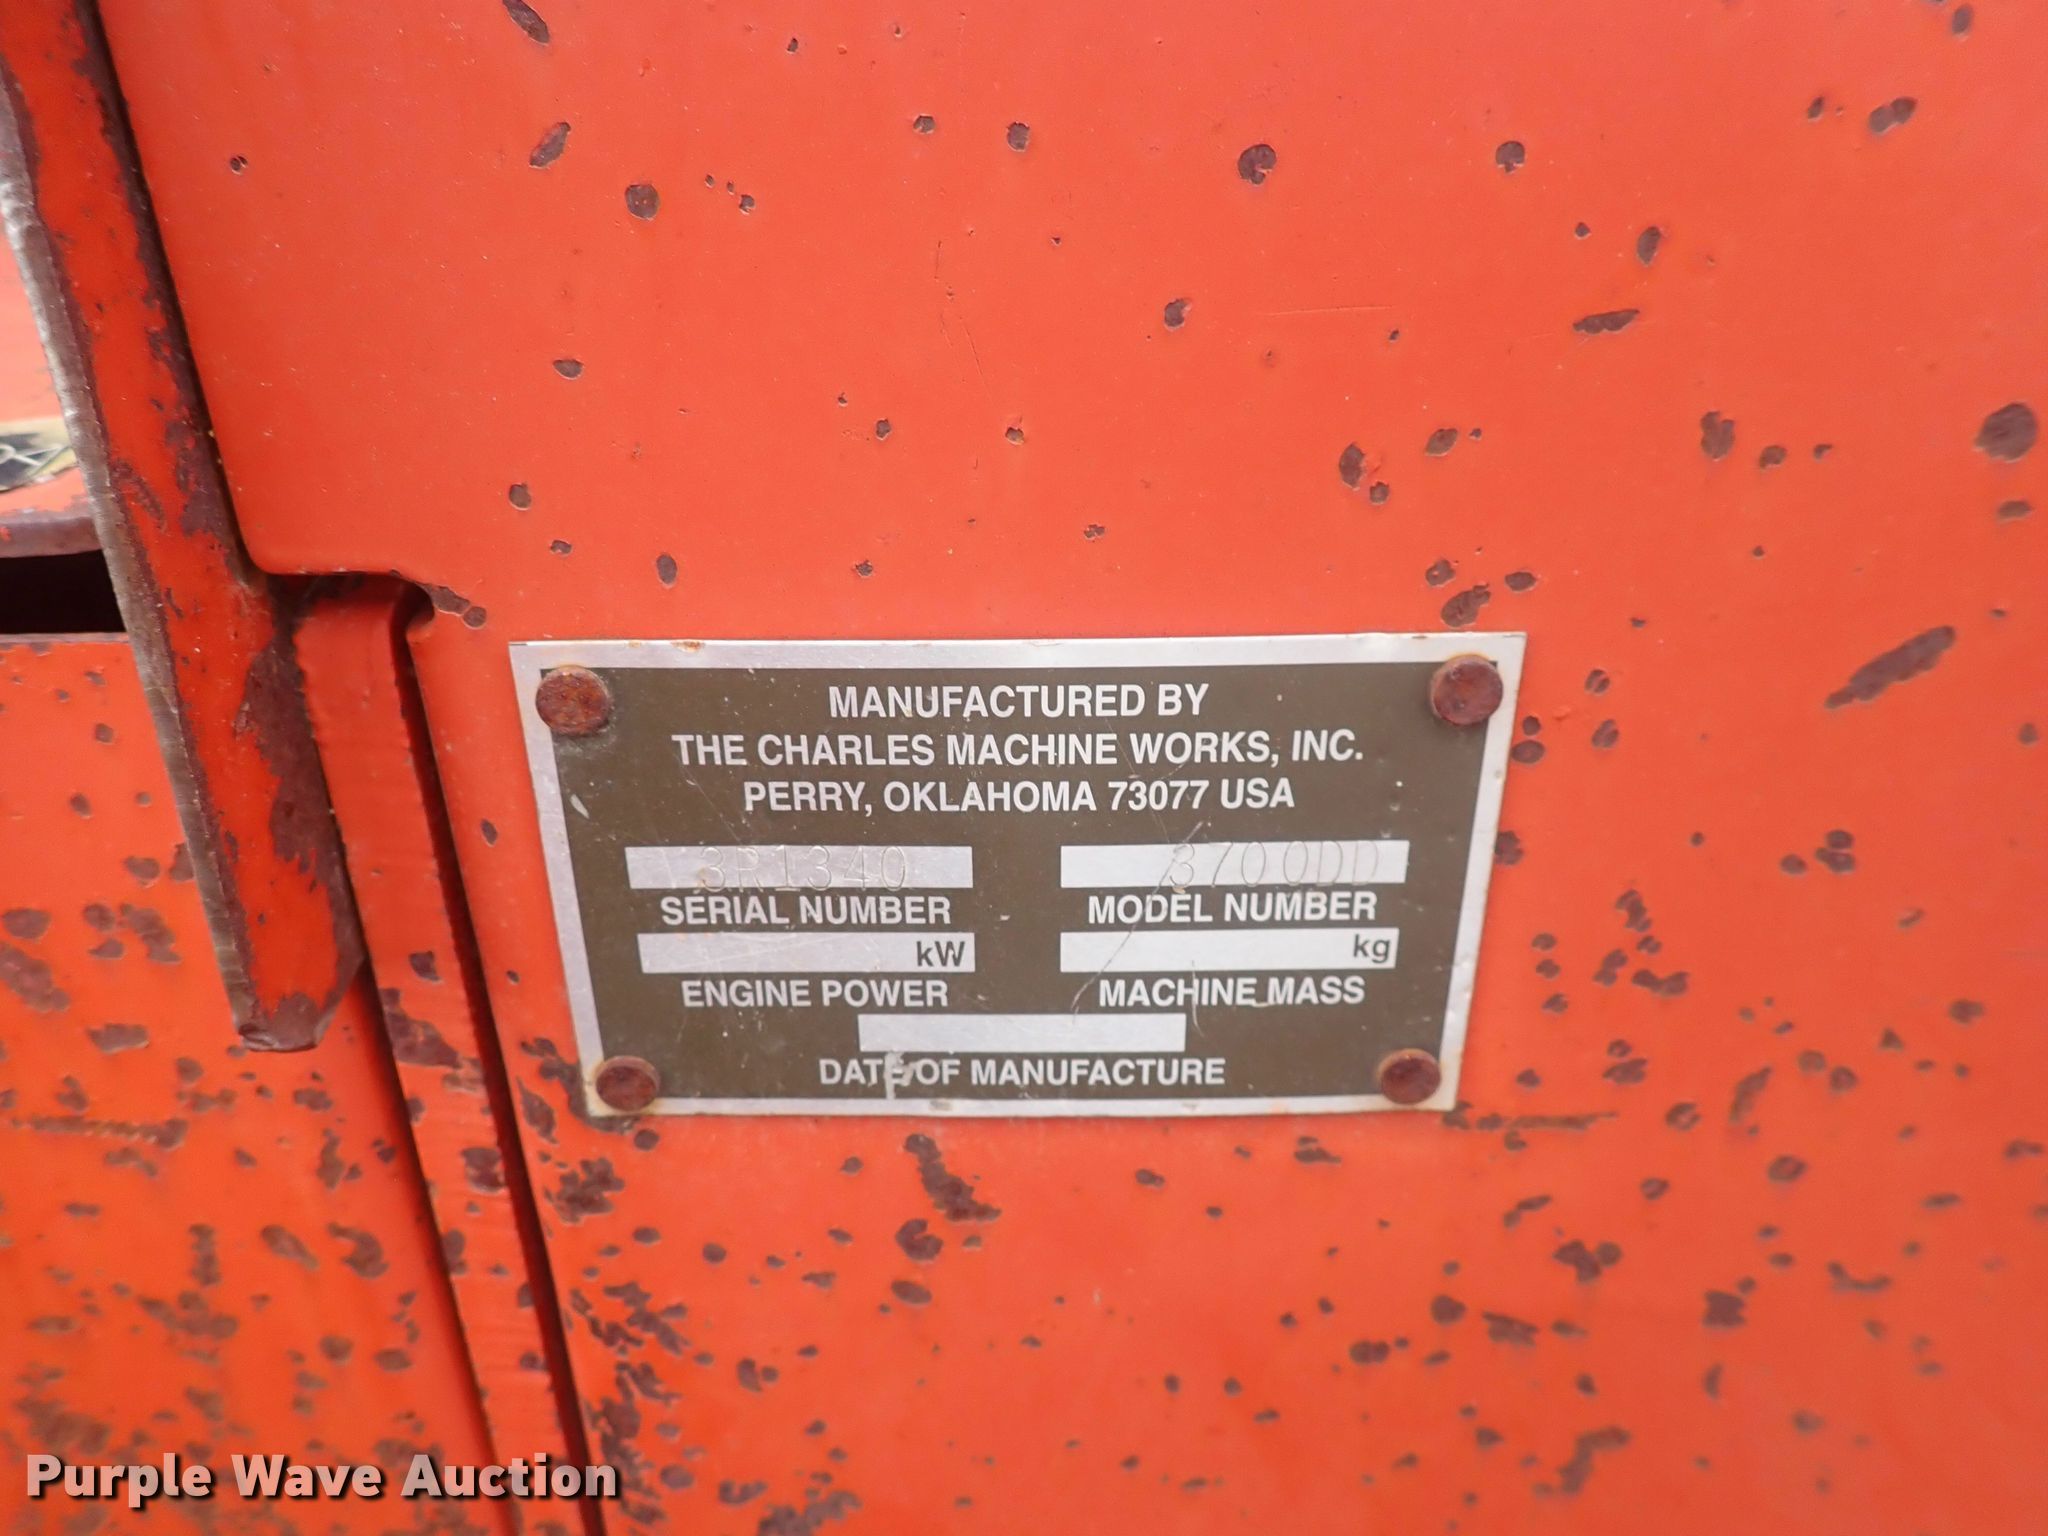 MANUFACTURED BY
THE CHARLES MACHINE WORKS, INC.
PERRY, OKLAHOMA 73077 USA
3R1340 3700DD
SERIAL NUMBER MODEL NUMBER
kW kg
ENGINE POWER MACHINE MASS
DATE OF MANUFACTURE
Purple Wave Auction